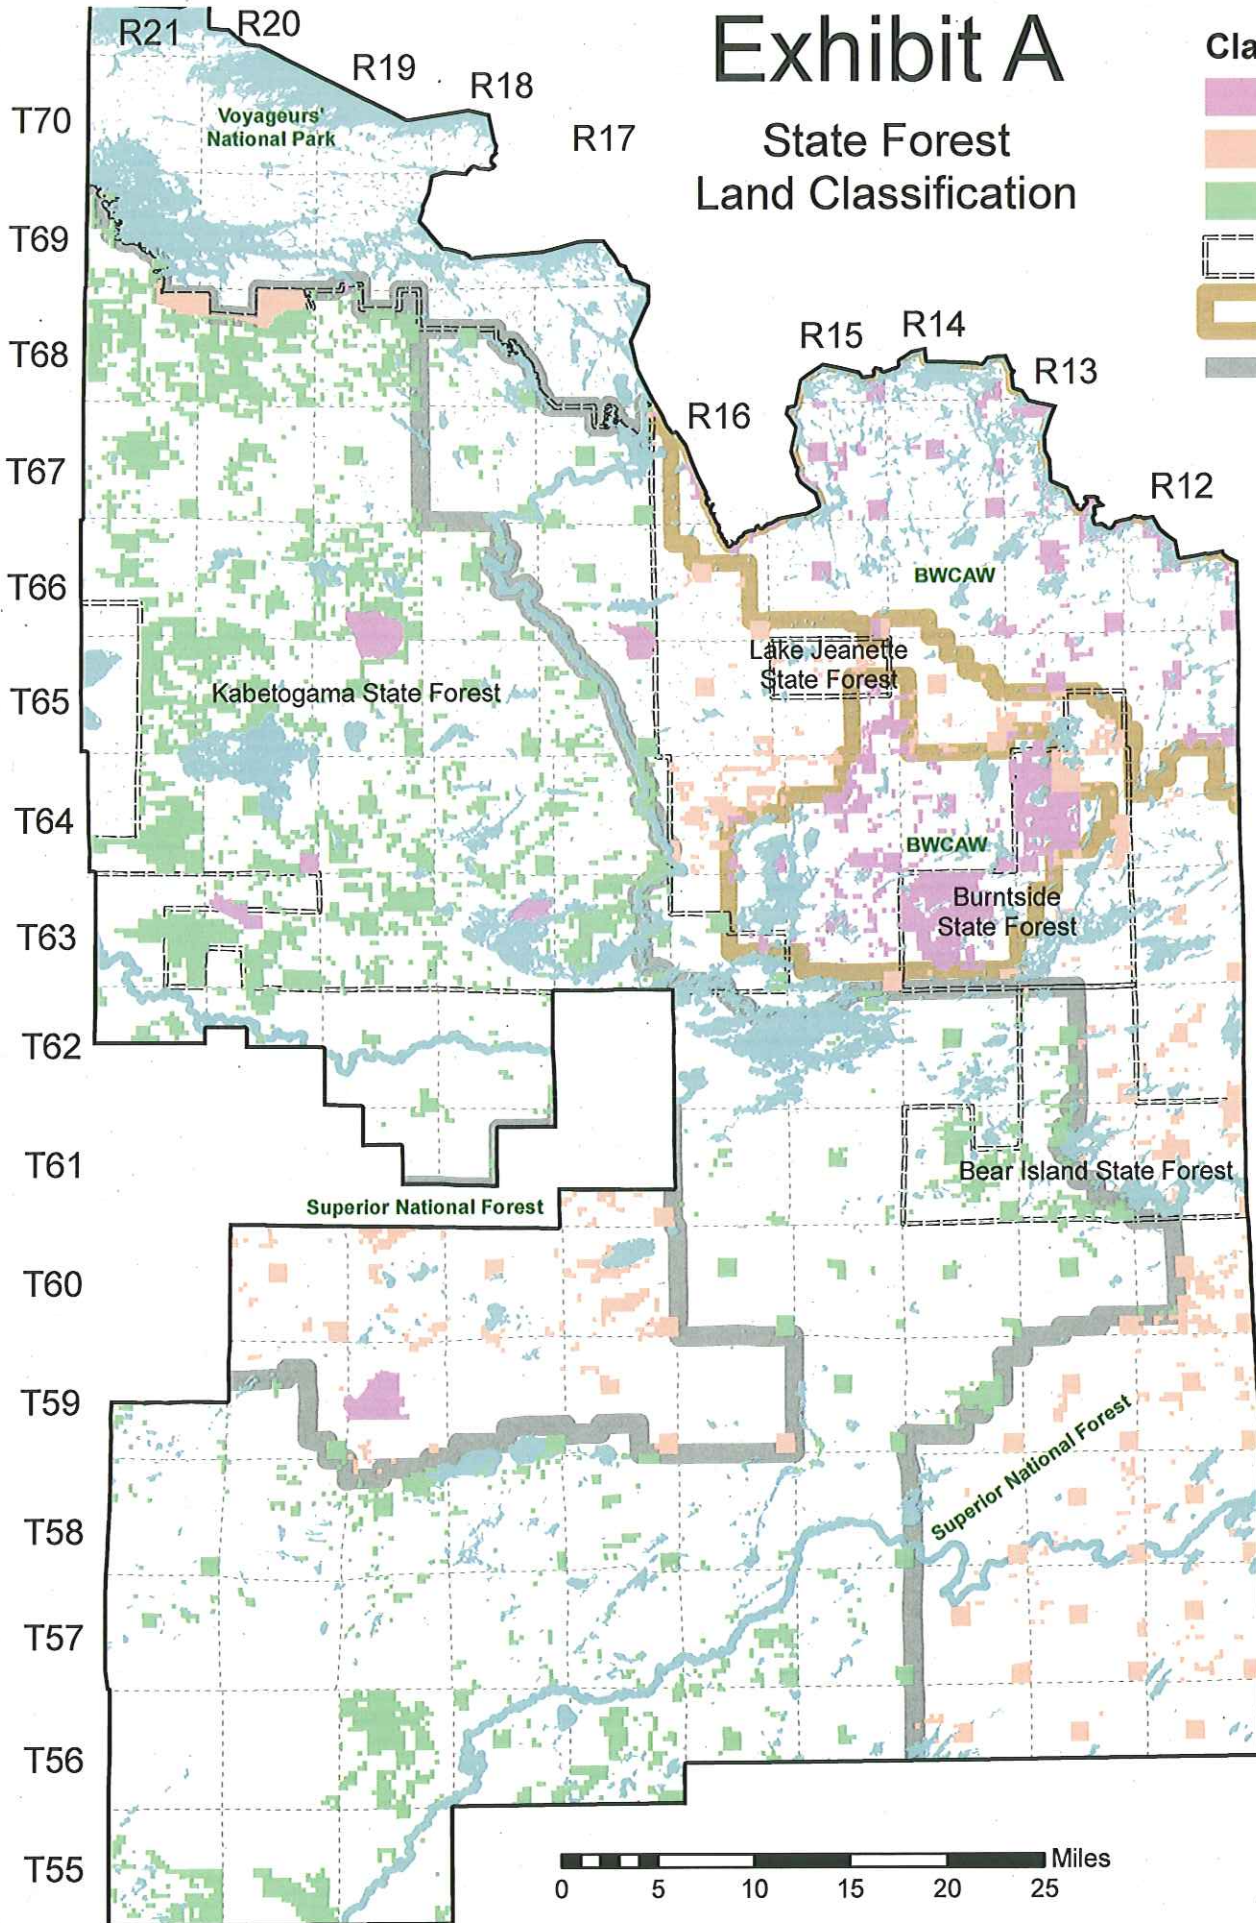 Exhibit A
State Forest
Land Classification
Cla
R21
R20
R19
R18
R17
R16
R15
R14
R13
R12
T70
T69
T68
T67
T66
T65
T64
T63
T62
T61
T60
T59
T58
T57
T56
T55
Voyageurs'
National Park
BWCAW
Lake Jeanette
State Forest
Kabetogama State Forest
BWCAW
Burntside
State Forest
Bear Island State Forest
Superior National Forest
Superior National Forest
Miles
0 5 10 15 20 25